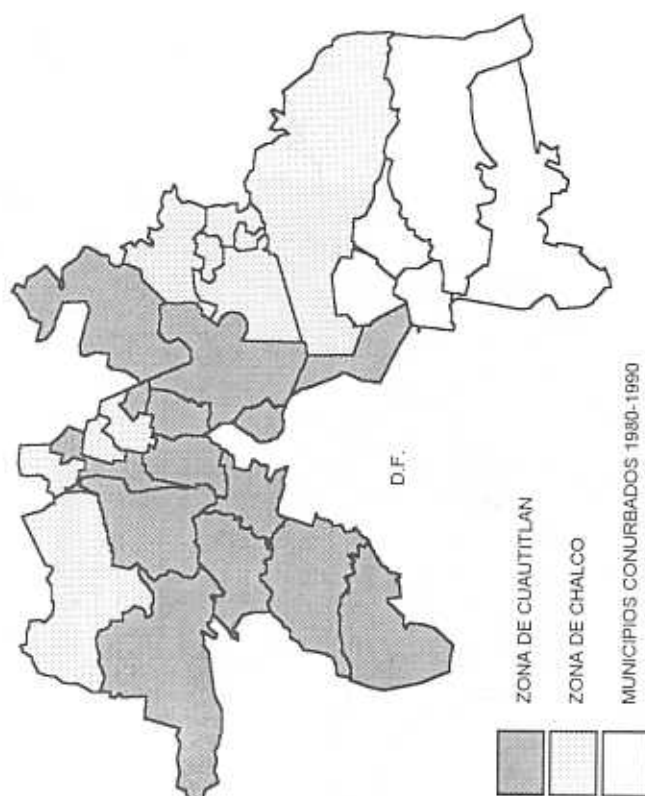 D.F.
ZONA DE CUAUTITLAN
ZONA DE CHALCO
MUNICIPIOS CONURBADOS 1980-1990